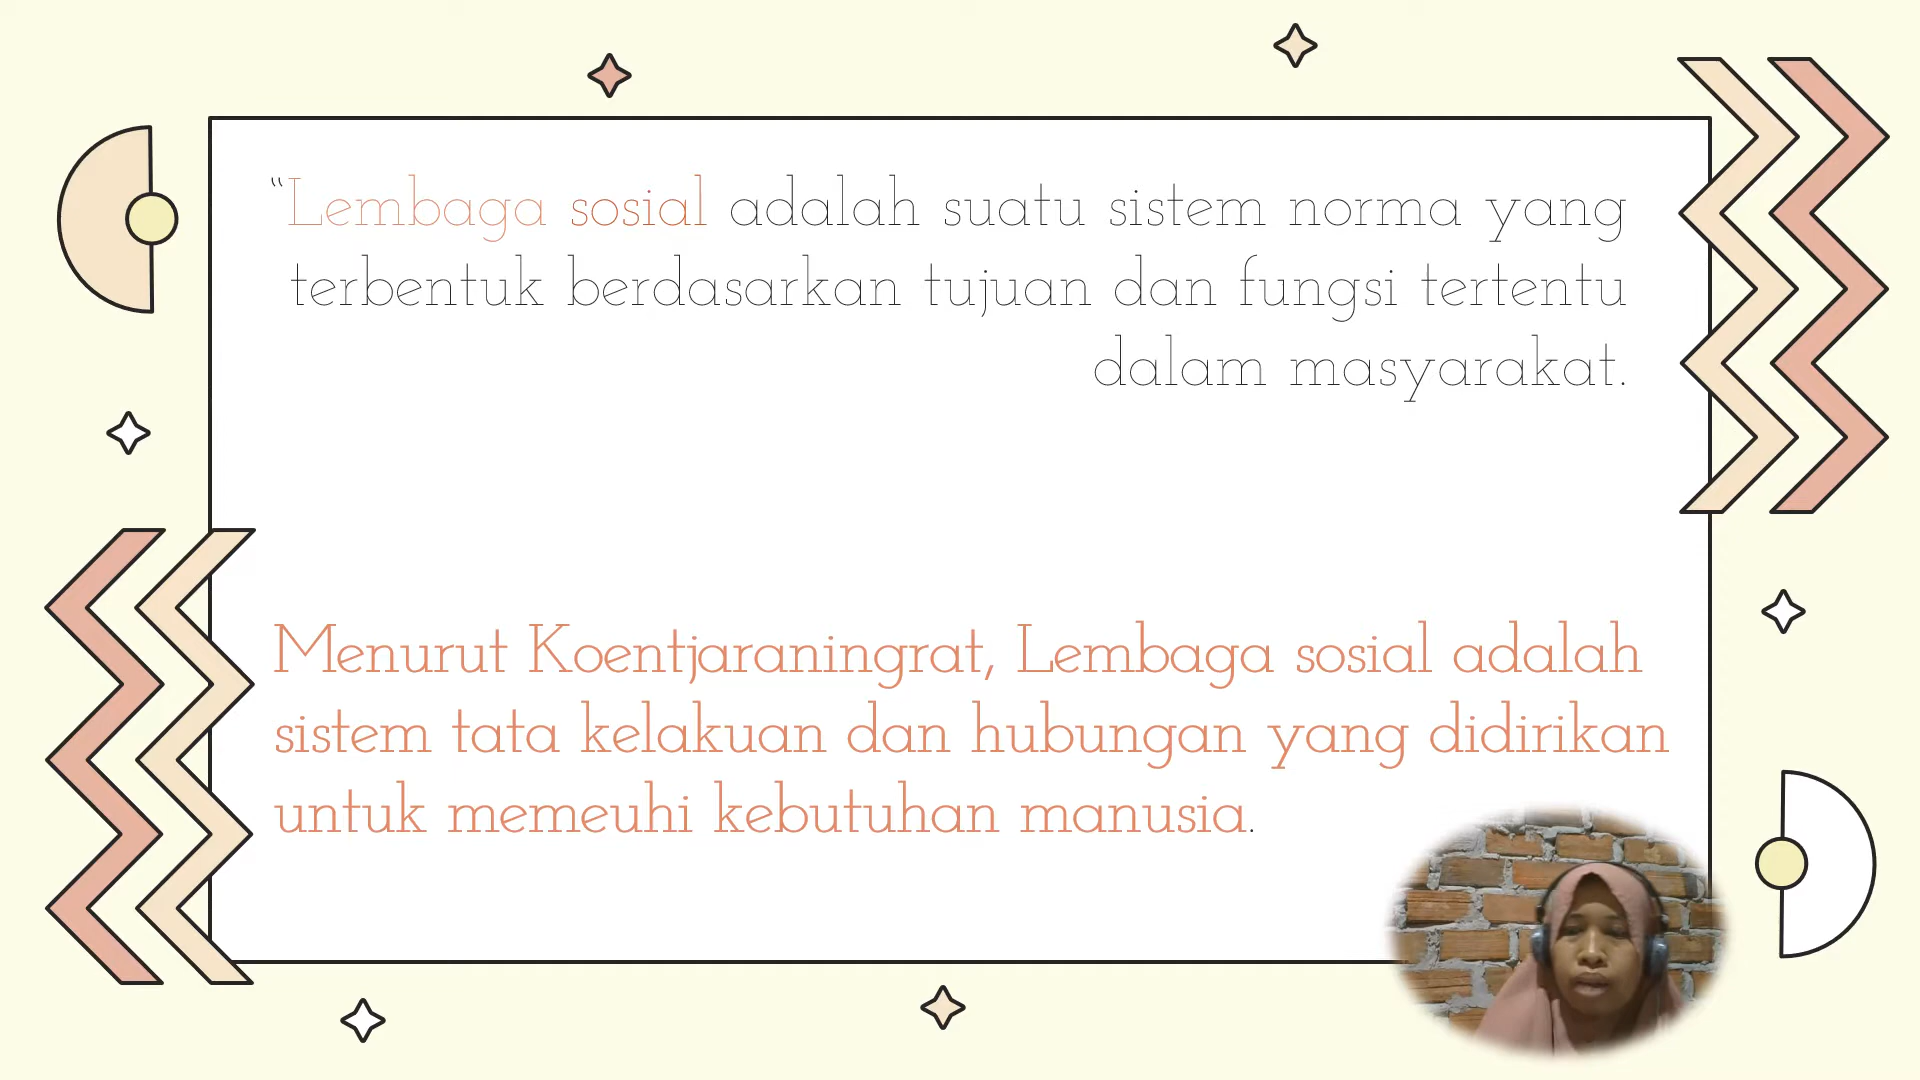 “Lembaga sosial adalah suatu sistem norma yang
terbentuk berdasarkan tujuan dan fungsi tertentu
dalam masyarakat.
Menurut Koentjaraningrat, Lembaga sosial adalah
sistem tata kelakuan dan hubungan yang didirikan
untuk memeuhi kebutuhan manusia.